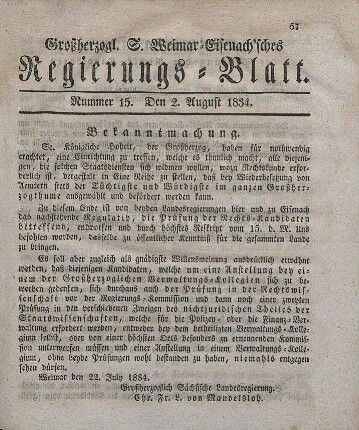 67
Großherzogl. S. Weimar-Eisenach'sches
Regierungs-Blatt.
Nummer 15. Den 2. August 1834.
Bekanntmachung.
Se. Königliche Hoheit, der Großherzog, haben für nothwendig
erachtet, eine Einrichtung zu treffen, welche es thunlich macht, alle diejeni-
gen, die solchen Staatsdiensten sich widmen wollen, wozu Rechtskunde erfor-
derlich ist, dergestalt in Eine Reihe zu stellen, daß bey Wiederbesetzung von
Aemtern stets der Tüchtigste und Würdigste im ganzen Großher-
zogthume ausgewählt und befördert werden kann.
Zu diesem Ende ist von beyden Landesregierungen hier und zu Eisenach
das nachstehende Regulativ, die Prüfung der Rechts-Kandidaten
betreffend, entworfen und durch höchstes Reskript vom 15. d. M. uns
befohlen worden, dasselbe zu öffentlicher Kenntniß für die gesammten Lande
zu bringen.
Es soll aber zugleich als gnädigste Willensmeinung ausdrücklich erwähnt
werden, daß diejenigen Kandidaten, welche um eine Anstellung bey einem
der Großherzoglichen Verwaltungs-Kollegien sich zu be-
werben gedenken, sich durchaus auch der Prüfung in der Rechtswis-
senschaft vor der Regierungs-Kommission und dann noch einer zweyten
Prüfung in den verschiedenen Zweigen des nichtjuridischen Theiles der
Staatswissenschaften, welche für die Polizey- oder die Finanz-Ver-
waltung erfordert werden, entweder bey dem betheiligten Verwaltungs-Kolle-
gium selbst, oder vor einer höchsten Orts besonders zu ernennenden Kommis-
sion unterwerfen müssen und einer Anstellung in einem Verwaltungs-Kolle-
gium, ohne beyde Prüfungen wohl bestanden zu haben, niemahls entgegen
sehen dürfen.
Weimar den 22. July 1834.
Großherzoglich Sächsische Landesregierung.
Chr. Fr. L. von Mandelsloh.